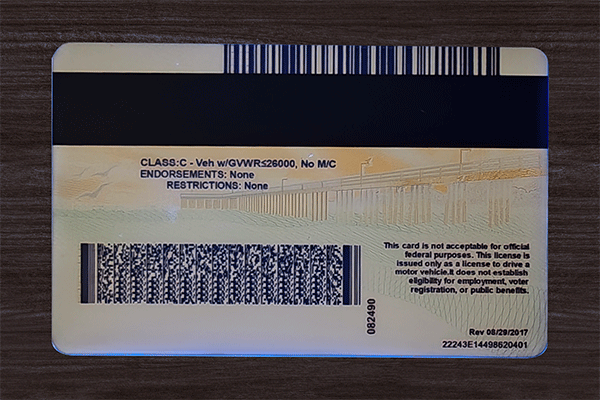 CLASS:C - Veh w/GVWR≤26000, No M/C
ENDORSEMENTS: None
RESTRICTIONS: None
This card is not acceptable for official
federal purposes. This license is
issued only as a license to drive a
motor vehicle.It does not establish
eligibility for employment, voter
registration, or public benefits.
082490
Rev 08/29/2017
22243E14498620401